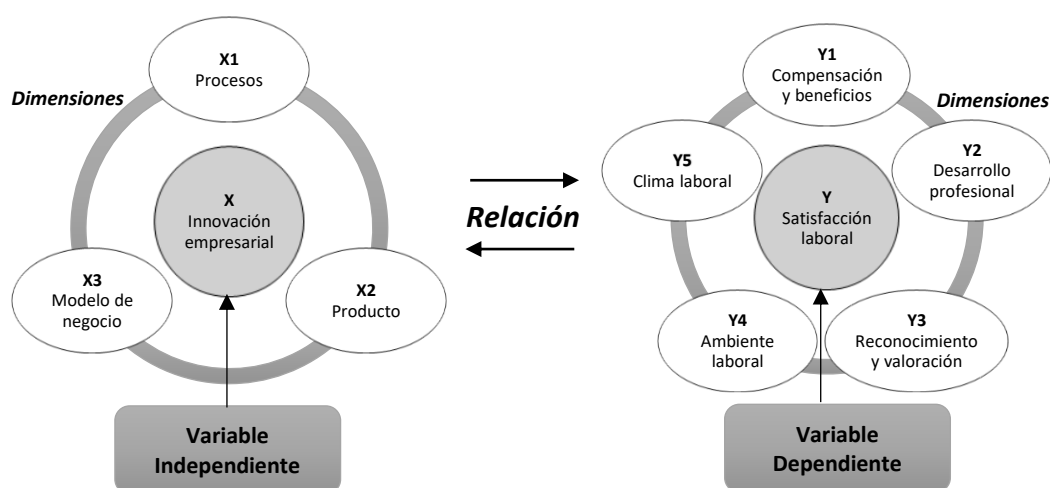 X1
Procesos
Dimensiones
X
Innovación
empresarial
X3
Modelo de
negocio
X2
Producto
Variable
Independiente
Relación
Y1
Compensación
y beneficios
Dimensiones
Y5
Clima laboral
Y2
Desarrollo
profesional
Y
Satisfacción
laboral
Y4
Ambiente
laboral
Y3
Reconocimiento
y valoración
Variable
Dependiente